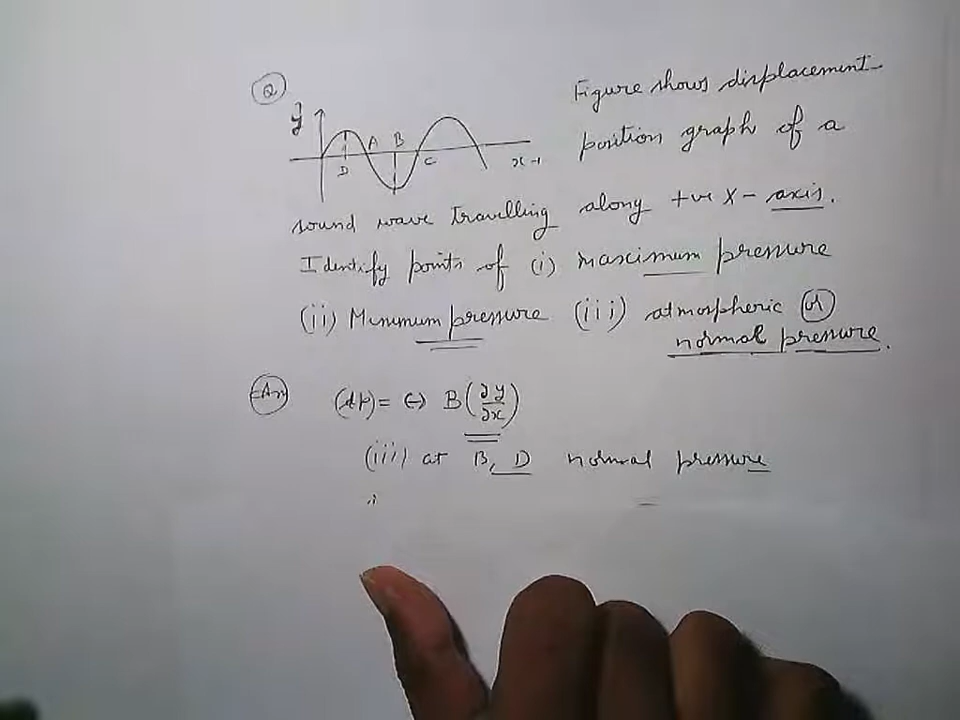 Q
Figure shows displacement
y
A B
D C x→
position graph of a
sound wave travelling along +ve X-axis.
Identify points of (i) maximum pressure
(ii) Minimum pressure (iii) atmospheric or
normal pressure.
Ans (dP) = (-) B(∂y/∂x)
(iii) at B, D normal pressure